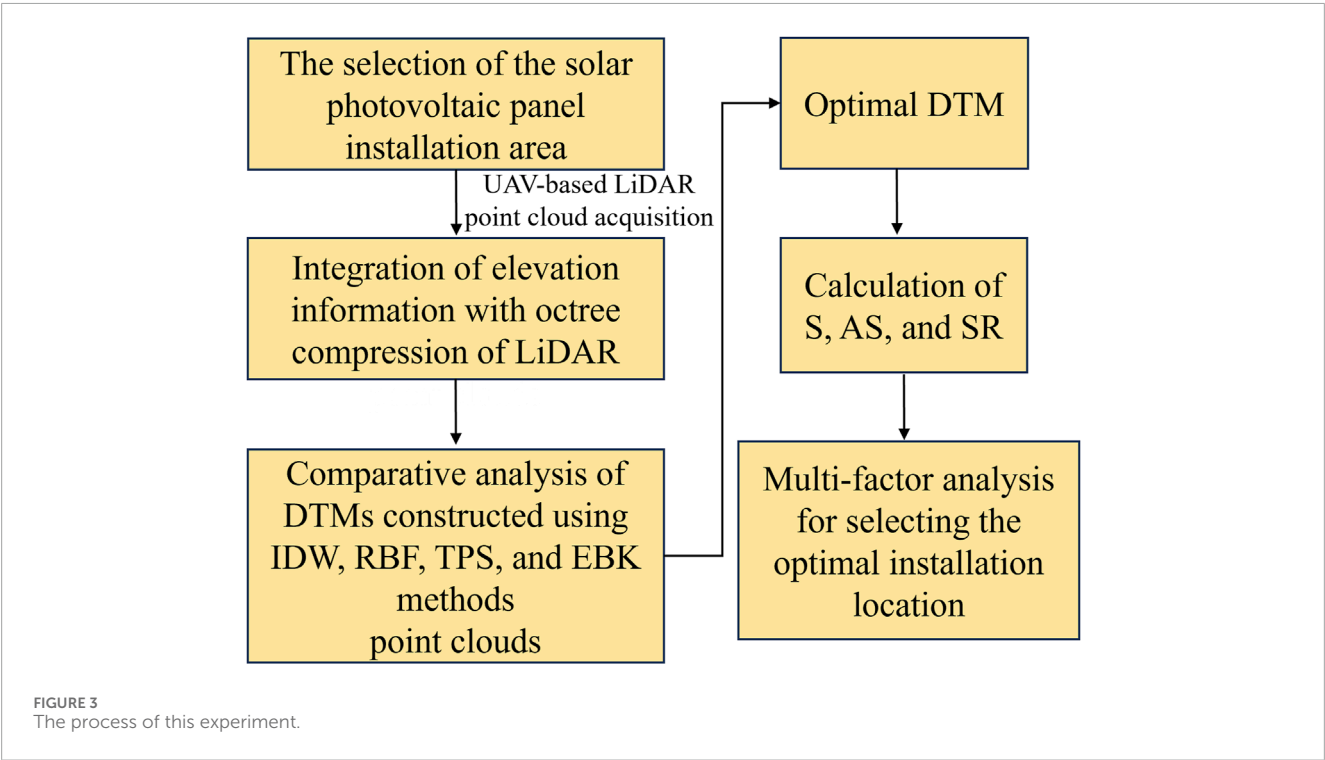 The selection of the solar
photovoltaic panel
installation area
UAV-based LiDAR
point cloud acquisition
Integration of elevation
information with octree
compression of LiDAR
Comparative analysis of
DTMs constructed using
IDW, RBF, TPS, and EBK
methods
point clouds
Optimal DTM
Calculation of
S, AS, and SR
Multi-factor analysis
for selecting the
optimal installation
location
FIGURE 3
The process of this experiment.